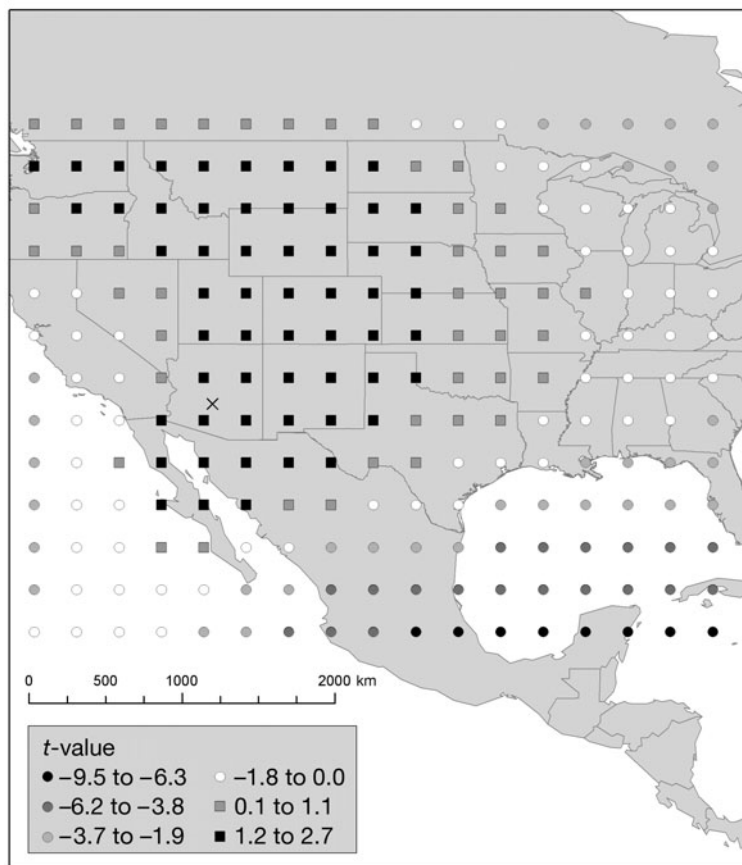 0 500 1000 2000 km
t-value
−9.5 to −6.3
−6.2 to −3.8
−3.7 to −1.9
−1.8 to 0.0
0.1 to 1.1
1.2 to 2.7